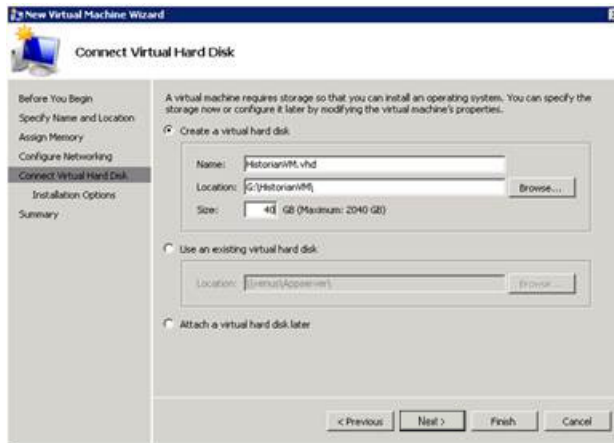 New Virtual Machine Wizard
Connect Virtual Hard Disk
Before You Begin
Specify Name and Location
Assign Memory
Configure Networking
Connect Virtual Hard Disk
Installation Options
Summary
A virtual machine requires storage so that you can install an operating system. You can specify the
storage now or configure it later by modifying the virtual machine's properties.
Create a virtual hard disk
Name: HistorianVM.vhd
Location: G:\HistorianVM\ Browse...
Size: 40 GB (Maximum: 2040 GB)
Use an existing virtual hard disk
Location: \\venus\Appserver\ Browse...
Attach a virtual hard disk later
< Previous Next > Finish Cancel